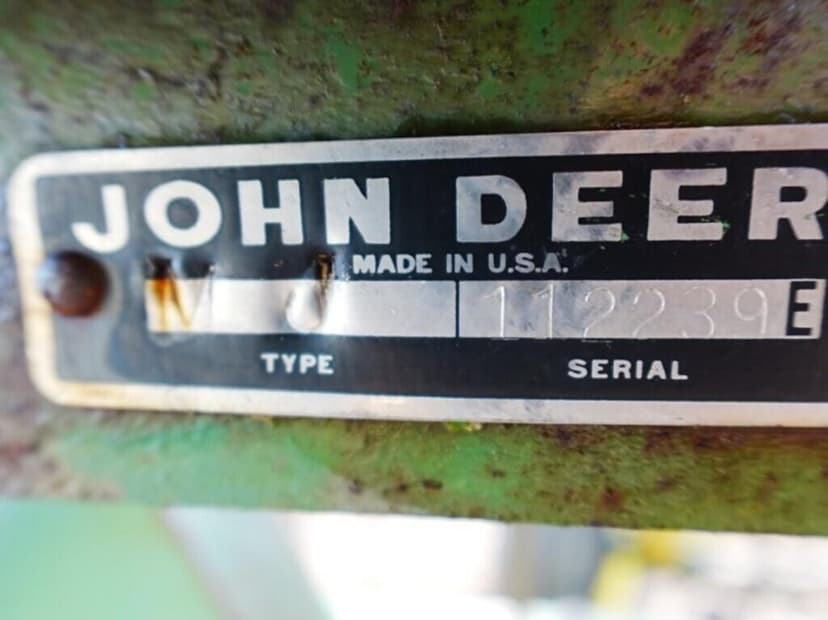 JOHN DEER
MADE IN U.S.A.
112239E
TYPE SERIAL